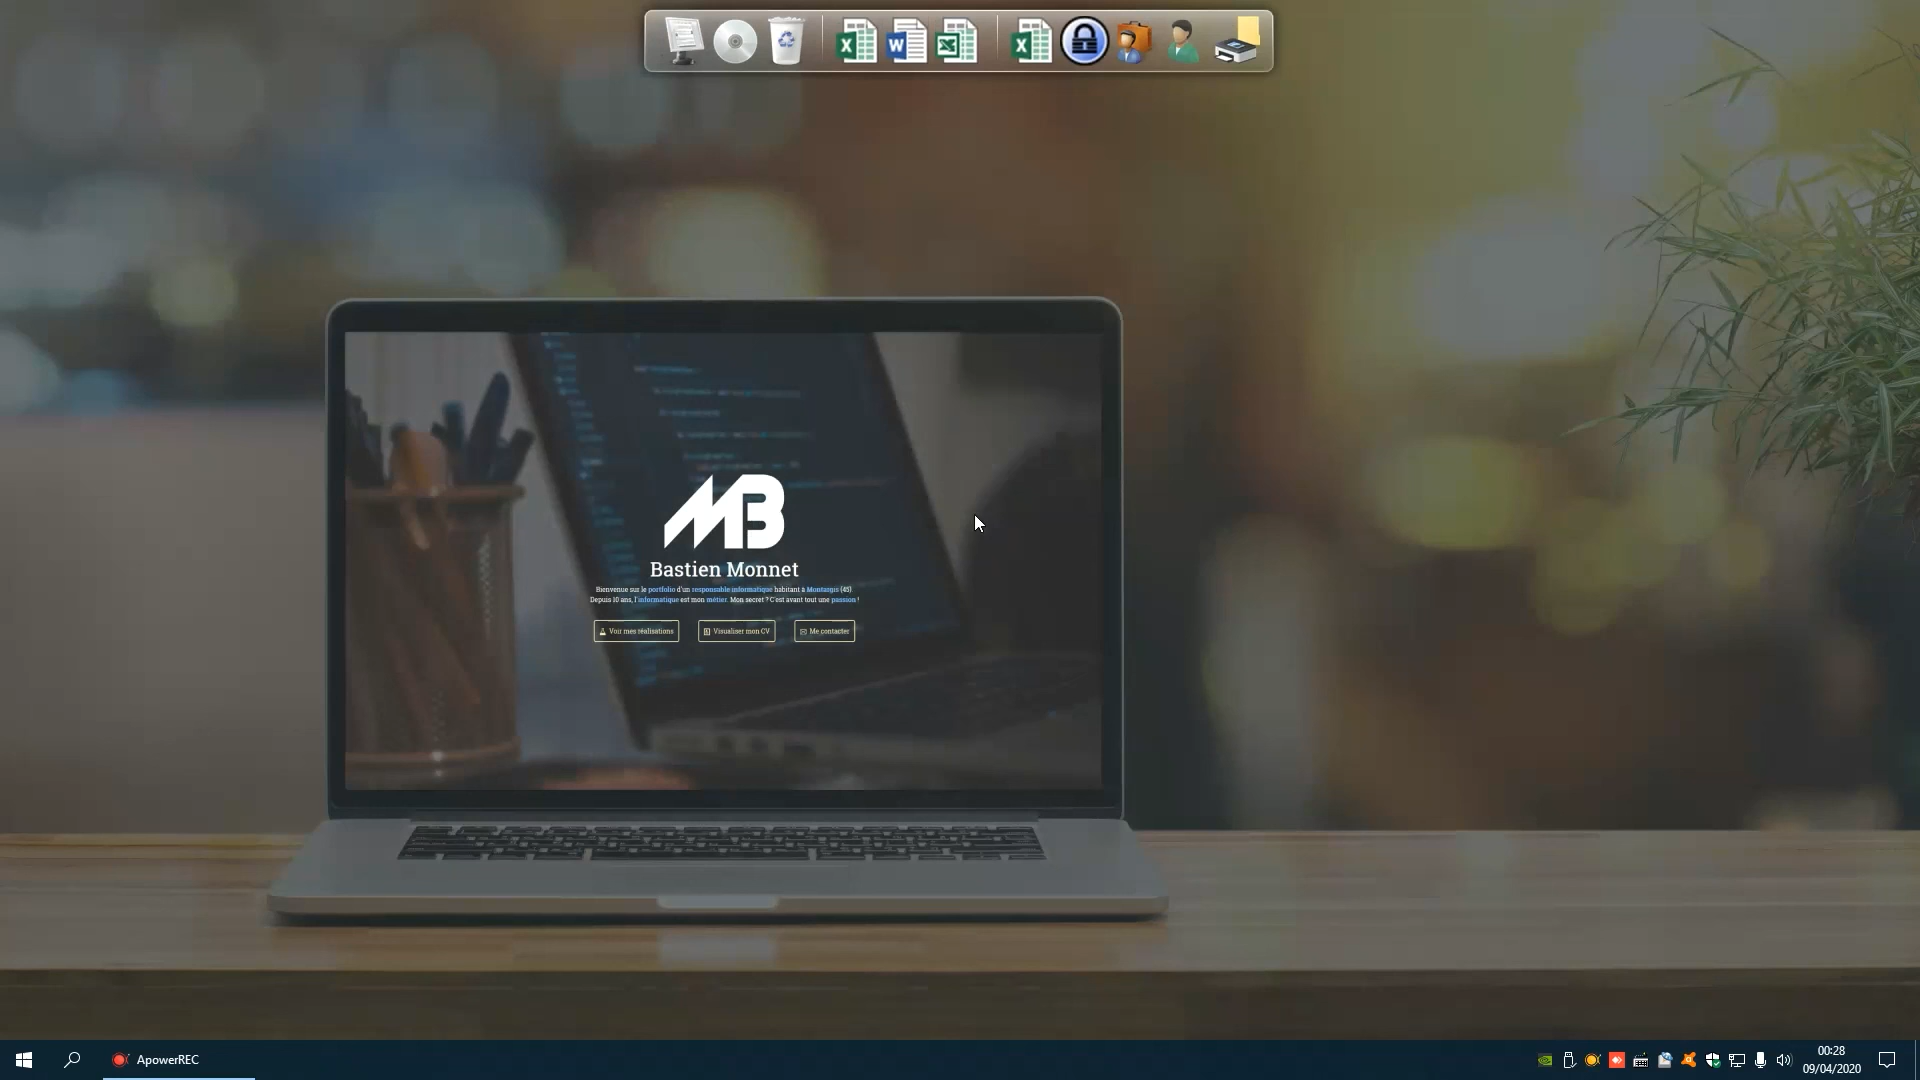 MB
Bastien Monnet
Bienvenue sur le portfolio d'un responsable informatique habitant à Montargis (45).
Depuis 10 ans, l'informatique est mon métier. Mon secret ? C'est avant tout une passion !
Voir mes réalisations
Visualiser mon CV
Me contacter
ApowerREC
00:28
09/04/2020